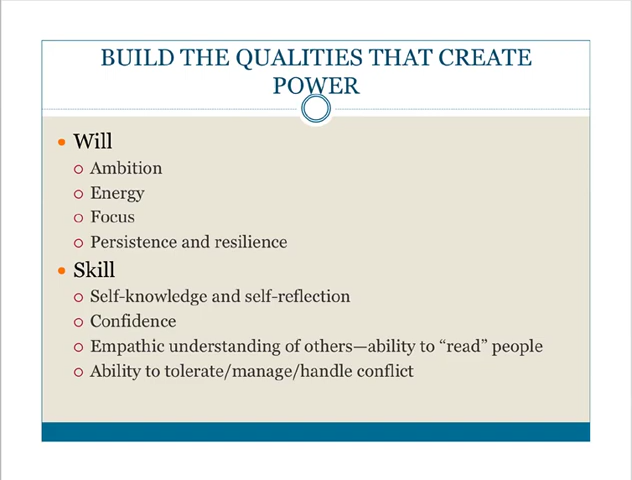 BUILD THE QUALITIES THAT CREATE
POWER
Will
Ambition
Energy
Focus
Persistence and resilience
Skill
Self-knowledge and self-reflection
Confidence
Empathic understanding of others—ability to “read” people
Ability to tolerate/manage/handle conflict